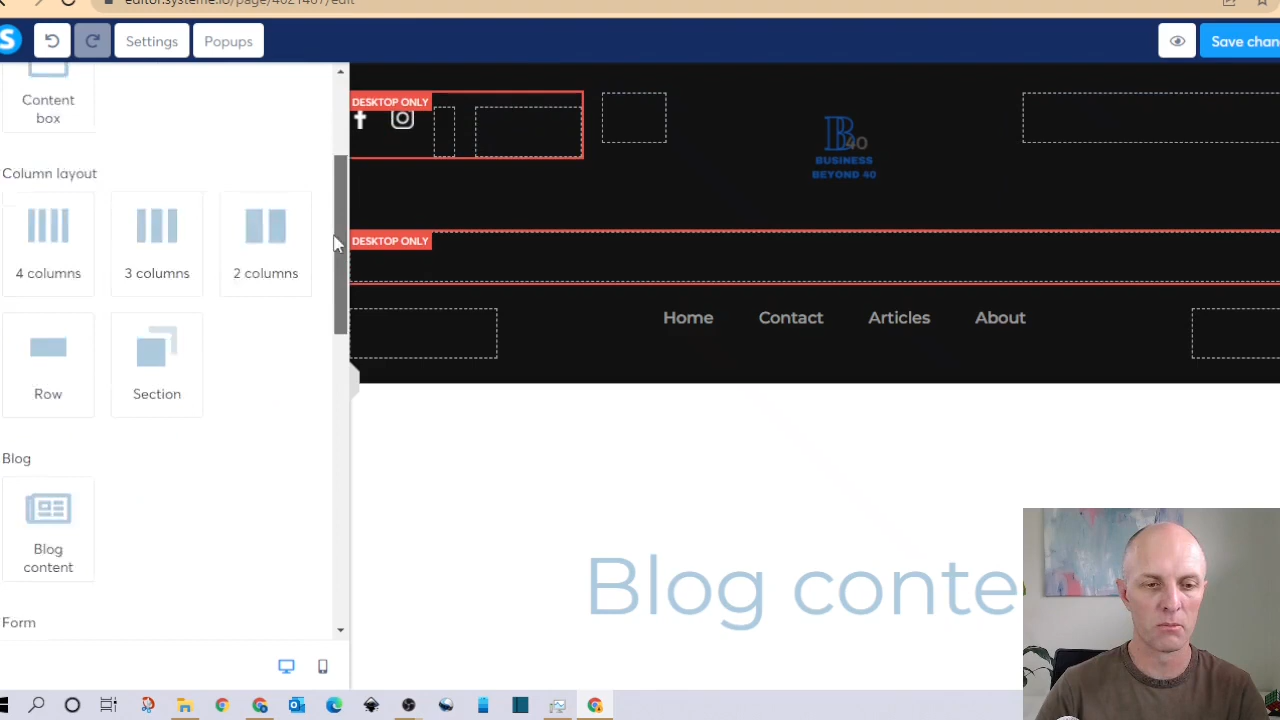 editor.systeme.io/page/4021467/edit
S
Settings
Popups
Save chan
Content
box
Column layout
4 columns
3 columns
2 columns
Row
Section
Blog
Blog
content
Form
DESKTOP ONLY
B
40
BUSINESS
BEYOND 40
DESKTOP ONLY
Home
Contact
Articles
About
Blog conte